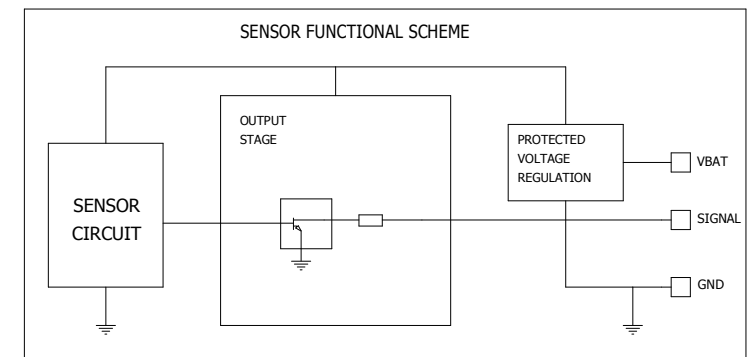 SENSOR FUNCTIONAL SCHEME
OUTPUT
STAGE
PROTECTED
VOLTAGE
REGULATION
VBAT
SENSOR
CIRCUIT
SIGNAL
GND